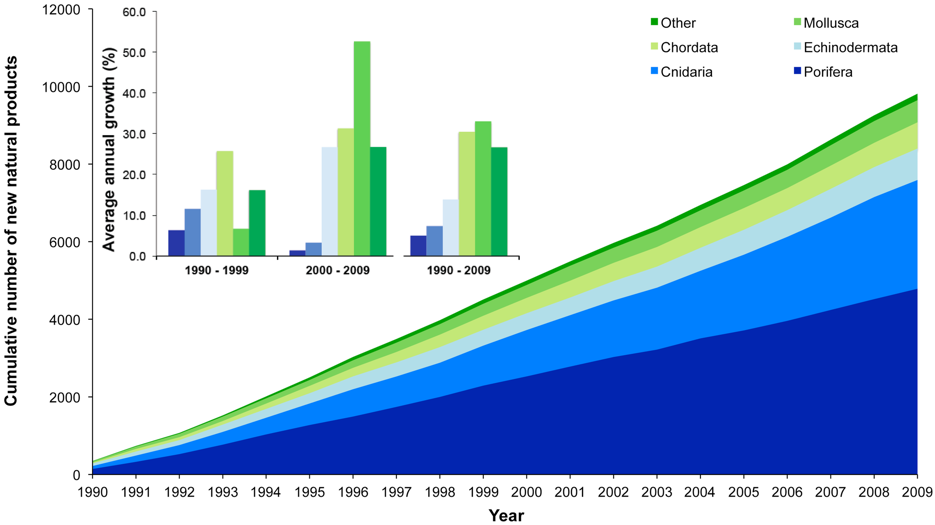 12000
10000
8000
6000
4000
2000
0
Cumulative number of new natural products
60.0
50.0
40.0
30.0
20.0
10.0
0.0
Average annual growth (%)
1990 - 1999
2000 - 2009
1990 - 2009
Other
Mollusca
Chordata
Echinodermata
Cnidaria
Porifera
1990 1991 1992 1993 1994 1995 1996 1997 1998 1999 2000 2001 2002 2003 2004 2005 2006 2007 2008 2009
Year